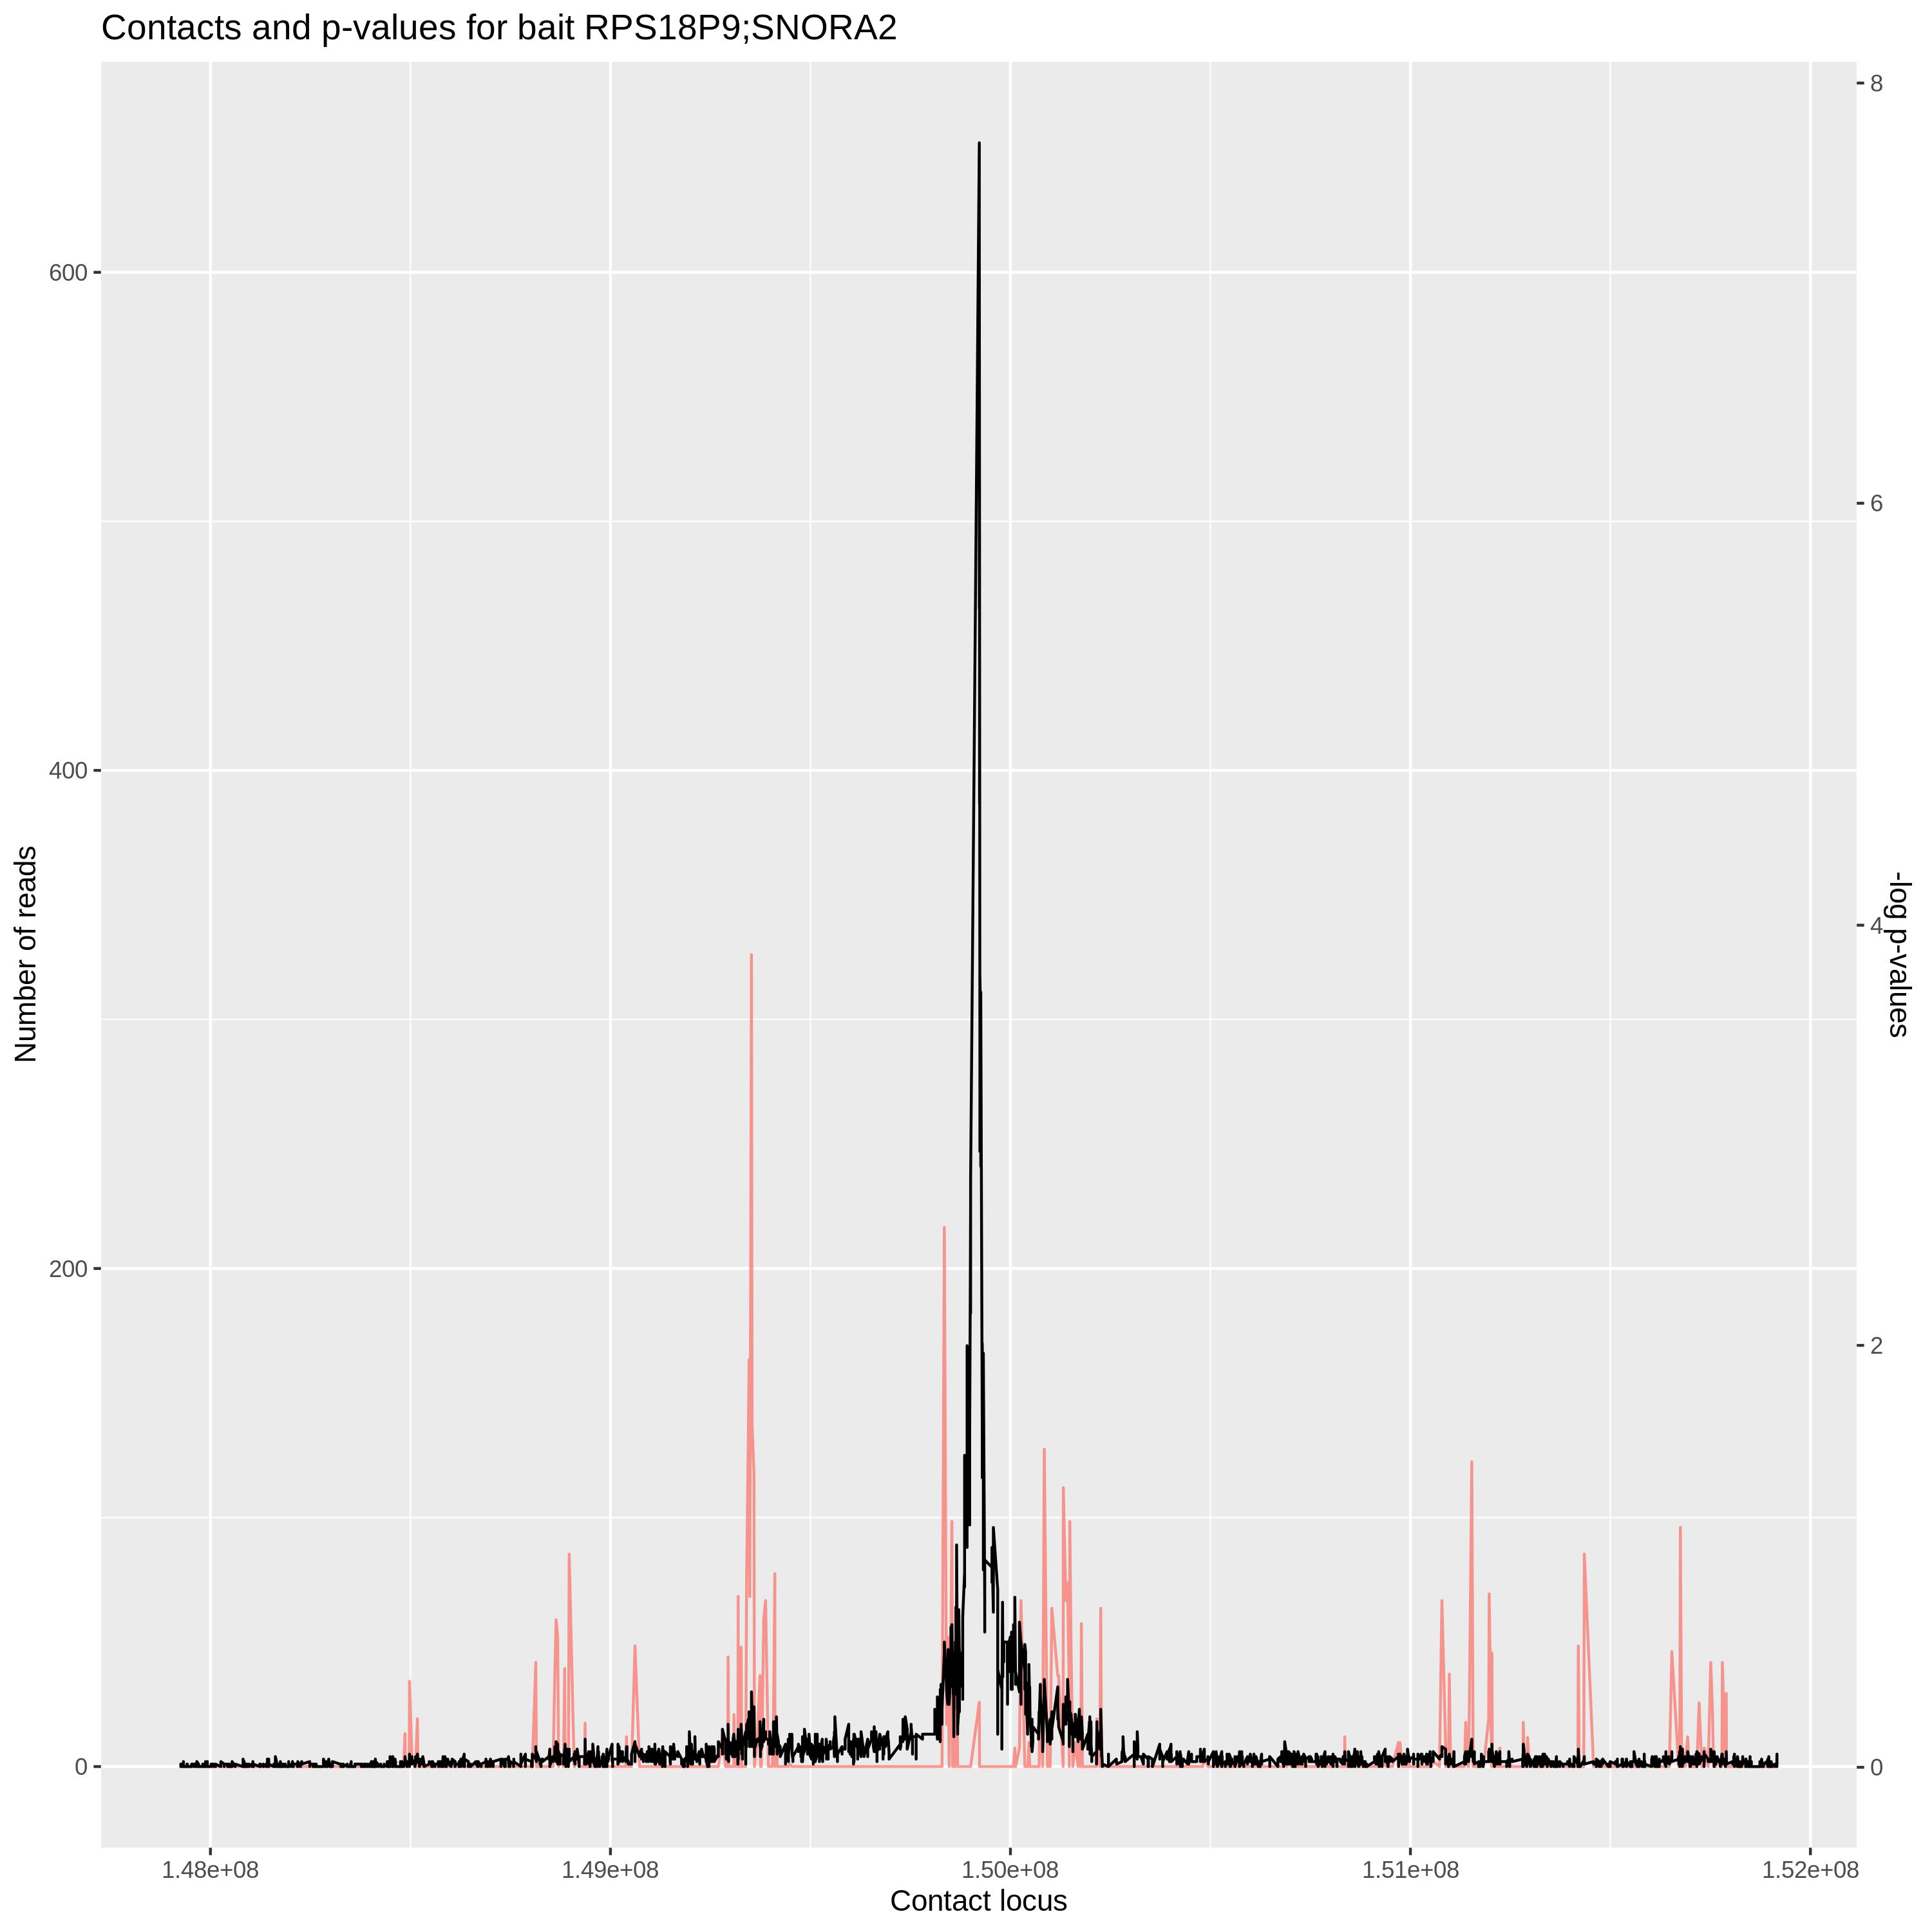 Contacts and p-values for bait RPS18P9;SNORA2
8
600
6
400
4
Number of reads
-log p-values
200
2
0
0
1.48e+08
1.49e+08
1.50e+08
1.51e+08
1.52e+08
Contact locus